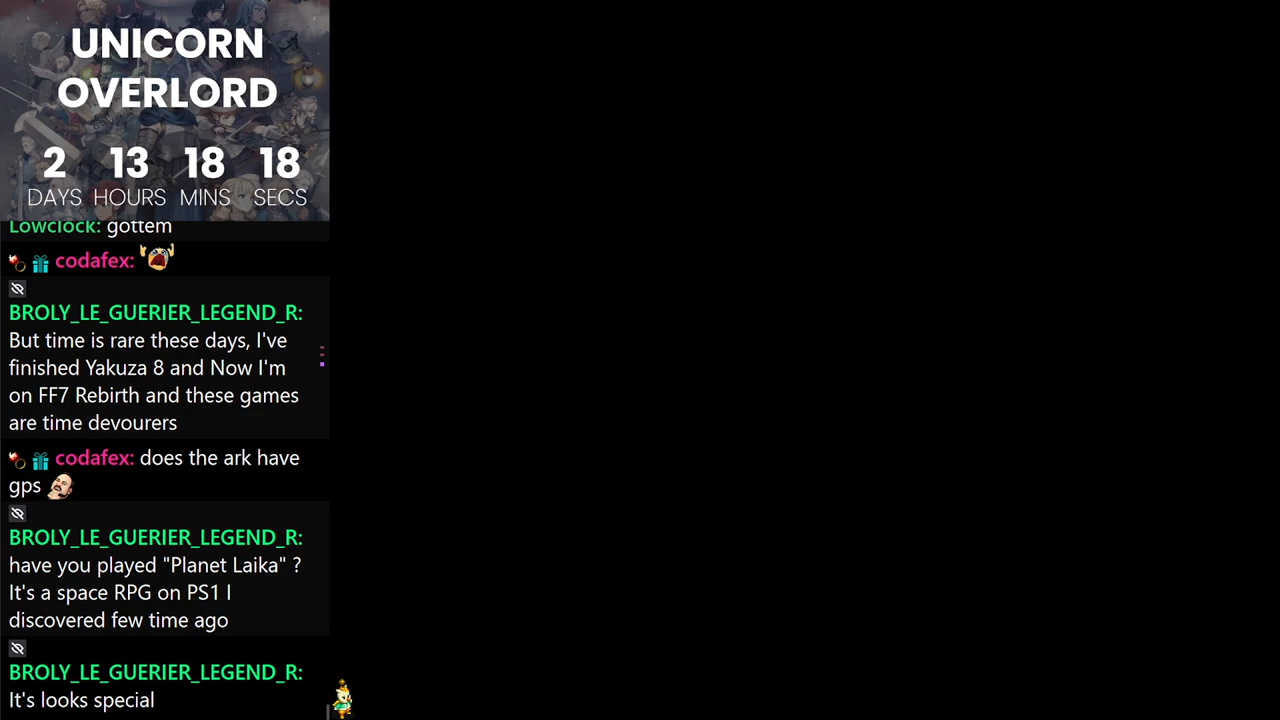 UNICORN
OVERLORD
2 13 18 18
DAYS HOURS MINS SECS
Lowclock: gottem
codafex:
BROLY_LE_GUERIER_LEGEND_R:
But time is rare these days, I've
finished Yakuza 8 and Now I'm
on FF7 Rebirth and these games
are time devourers
codafex: does the ark have
gps
BROLY_LE_GUERIER_LEGEND_R:
have you played "Planet Laika" ?
It's a space RPG on PS1 I
discovered few time ago
BROLY_LE_GUERIER_LEGEND_R:
It's looks special